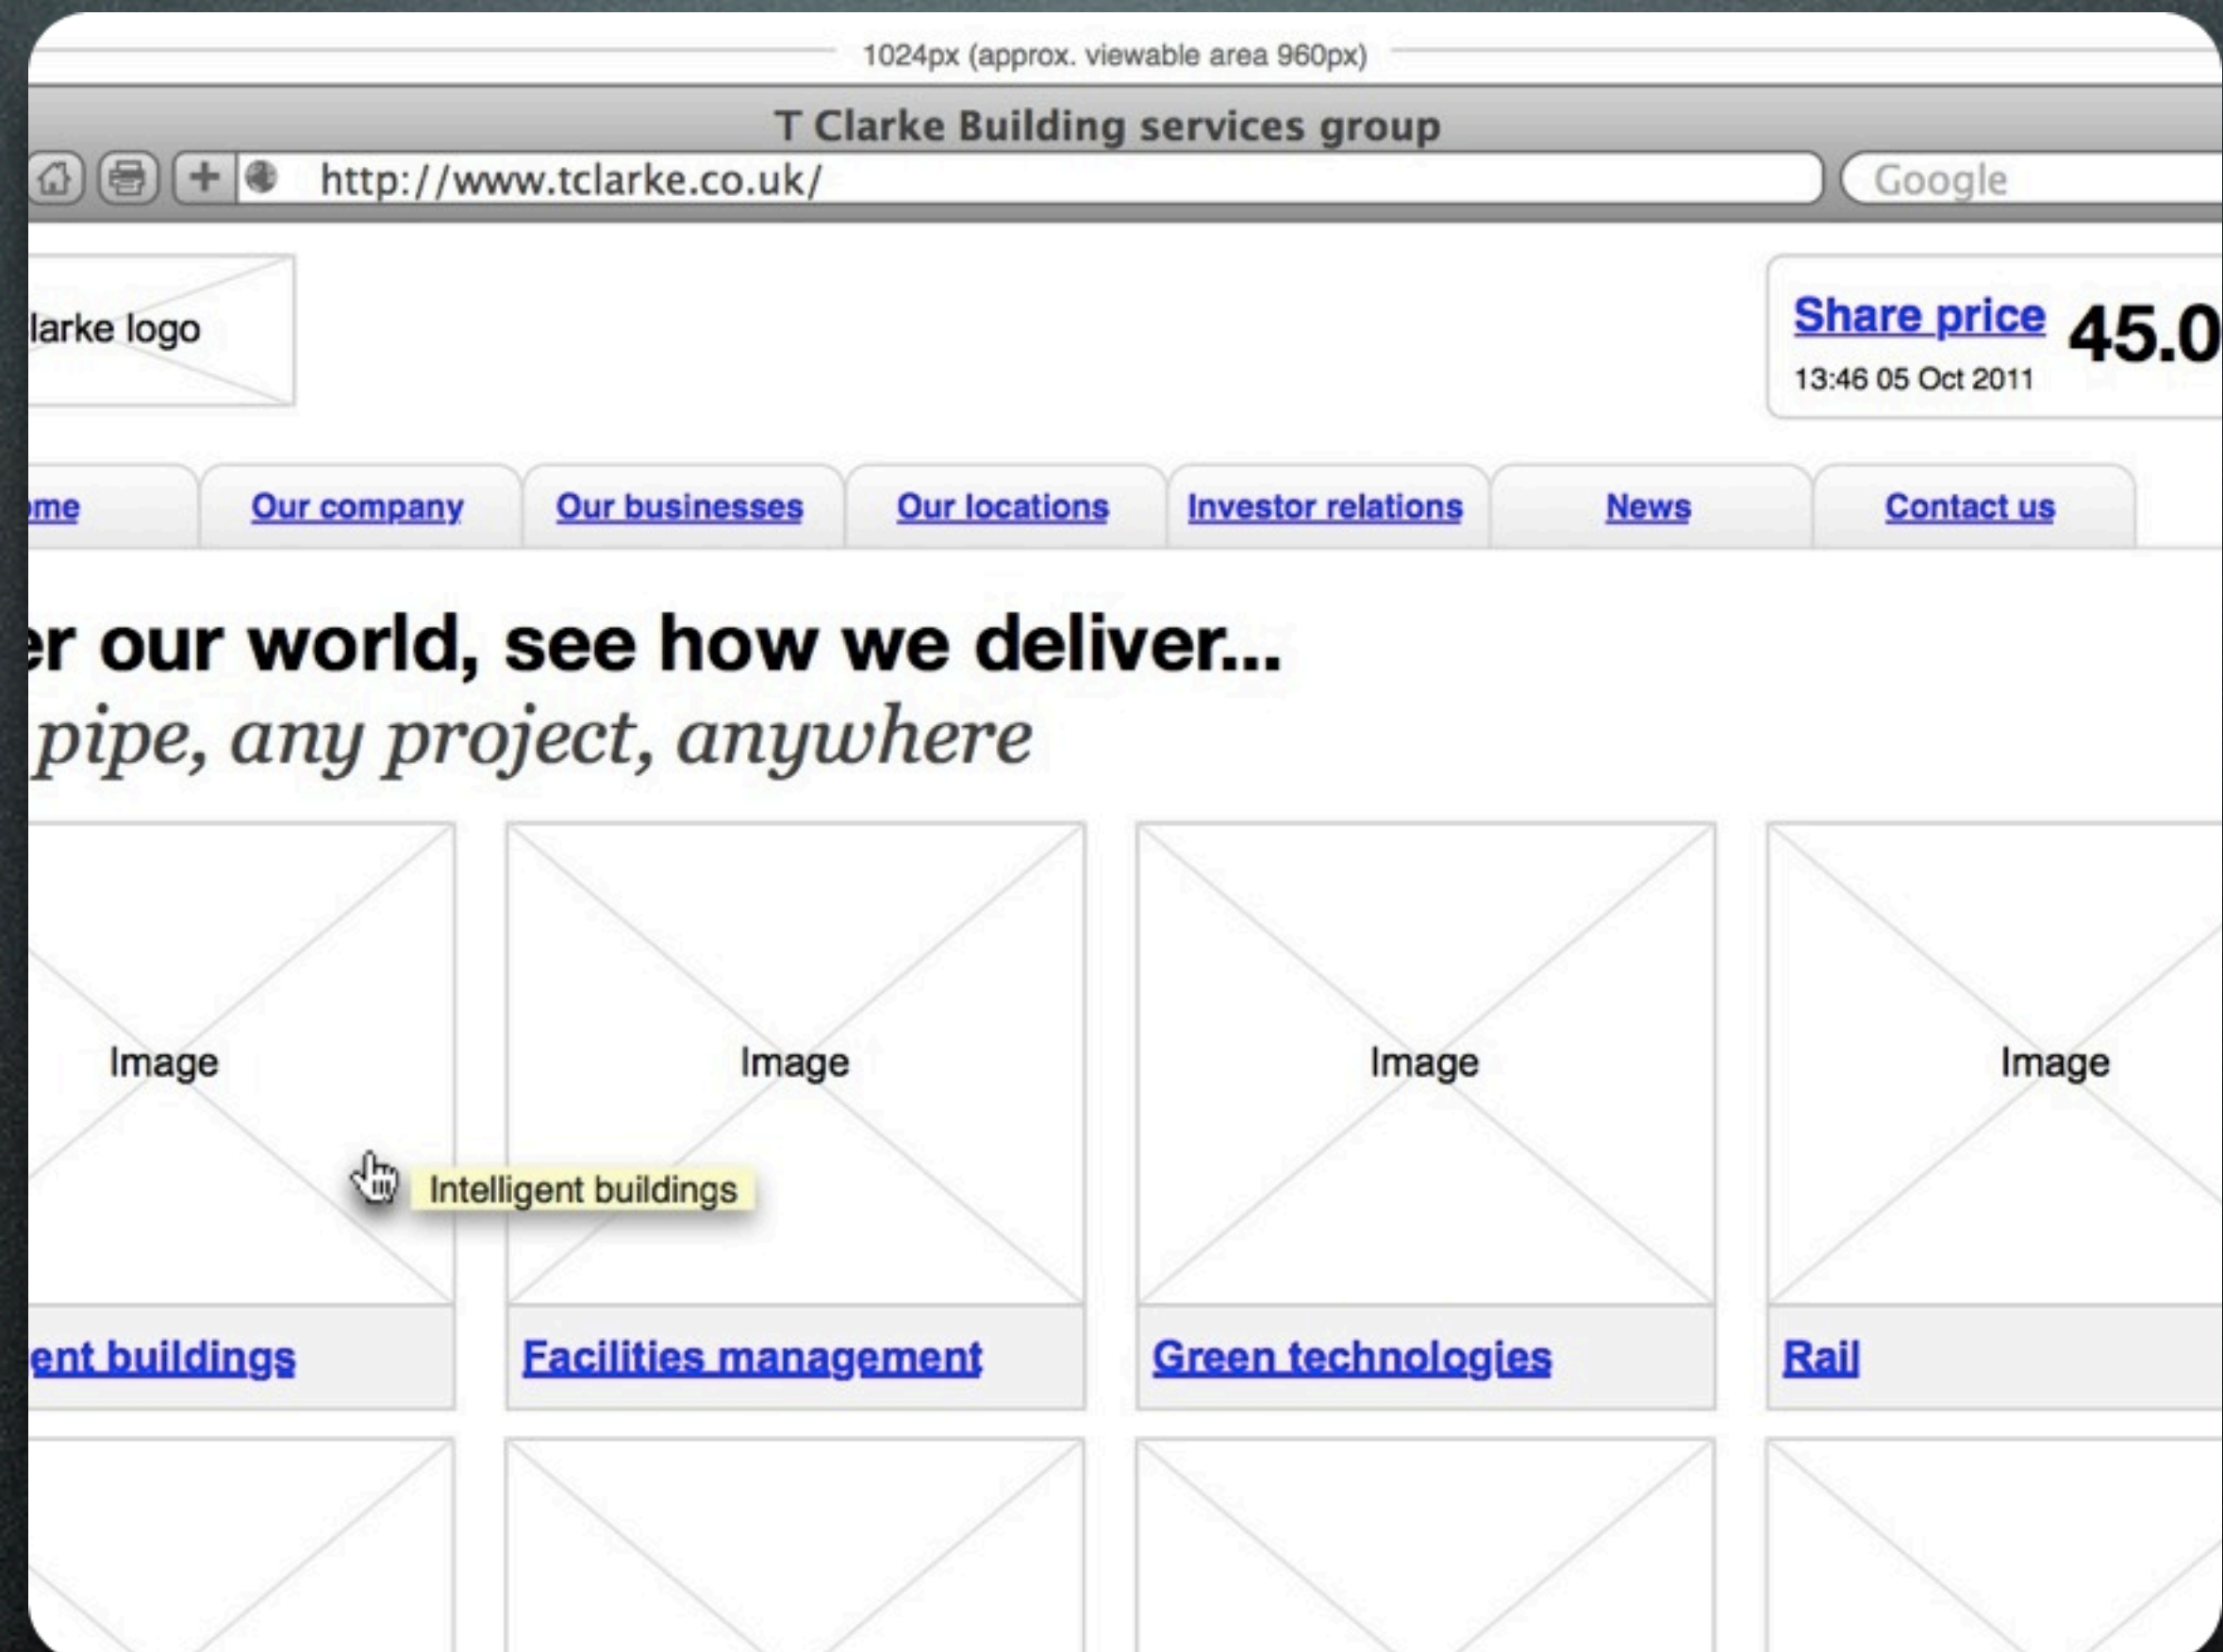 1024px (approx. viewable area 960px)
T Clarke Building services group
http://www.tclarke.co.uk/
Google
larke logo
Share price 45.0
13:46 05 Oct 2011
ome Our company Our businesses Our locations Investor relations News Contact us
er our world, see how we deliver...
pipe, any project, anywhere
Image Image Image Image
Intelligent buildings
ent buildings Facilities management Green technologies Rail